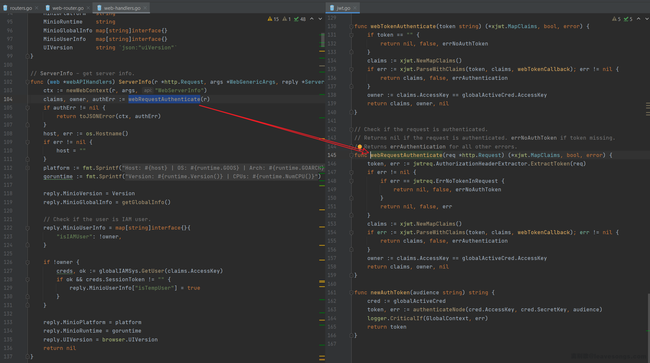 routers.go
web-router.go
web-handlers.go
jwt.go
15 1 48
5 5
MinioRuntime string
MinioGlobalInfo map[string]interface{}
MinioUserInfo map[string]interface{}
UIVersion string `json:"uiVersion"`
}
// ServerInfo - get server info.
func (web *webAPIHandlers) ServerInfo(r *http.Request, args *WebGenericArgs, reply *Server
ctx := newWebContext(r, args, "WebServerInfo")
claims, owner, authErr := webRequestAuthenticate(r)
if authErr != nil {
return toJSONError(ctx, authErr)
}
host, err := os.Hostname()
if err != nil {
host = ""
}
platform := fmt.Sprintf("Host: #{host} | OS: #{runtime.GOOS} | Arch: #{runtime.GOARCH}
goruntime := fmt.Sprintf("Version: #{runtime.Version()} | CPUs: #{runtime.NumCPU()}")
reply.MinioVersion = Version
reply.MinioGlobalInfo = getGlobalInfo()
// Check if the user is IAM user.
reply.MinioUserInfo = map[string]interface{}{
"isIAMUser": !owner,
}
if !owner {
creds, ok := globalIAMSys.GetUser(claims.AccessKey)
if ok && creds.SessionToken != "" {
reply.MinioUserInfo["isTempUser"] = true
}
}
reply.MinioPlatform = platform
reply.MinioRuntime = goruntime
reply.UIVersion = browser.UIVersion
return nil
}
func webTokenAuthenticate(token string) (*xjwt.MapClaims, bool, error) {
if token == "" {
return nil, false, errNoAuthToken
}
claims := xjwt.NewMapClaims()
if err := xjwt.ParseWithClaims(token, claims, webTokenCallback); err != nil {
return claims, false, errAuthentication
}
owner := claims.AccessKey == globalActiveCred.AccessKey
return claims, owner, nil
}
// Check if the request is authenticated.
// Returns nil if the request is authenticated. errNoAuthToken if token missing.
Returns errAuthentication for all other errors.
func webRequestAuthenticate(req *http.Request) (*xjwt.MapClaims, bool, error) {
token, err := jwtreq.AuthorizationHeaderExtractor.ExtractToken(req)
if err != nil {
if err == jwtreq.ErrNoTokenInRequest {
return nil, false, errNoAuthToken
}
return nil, false, err
}
claims := xjwt.NewMapClaims()
if err := xjwt.ParseWithClaims(token, claims, webTokenCallback); err != nil {
return claims, false, errAuthentication
}
owner := claims.AccessKey == globalActiveCred.AccessKey
return claims, owner, nil
}
func newAuthToken(audience string) string {
cred := globalActiveCred
token, err := authenticateNode(cred.AccessKey, cred.SecretKey, audience)
logger.CriticalIf(GlobalContext, err)
return token
}